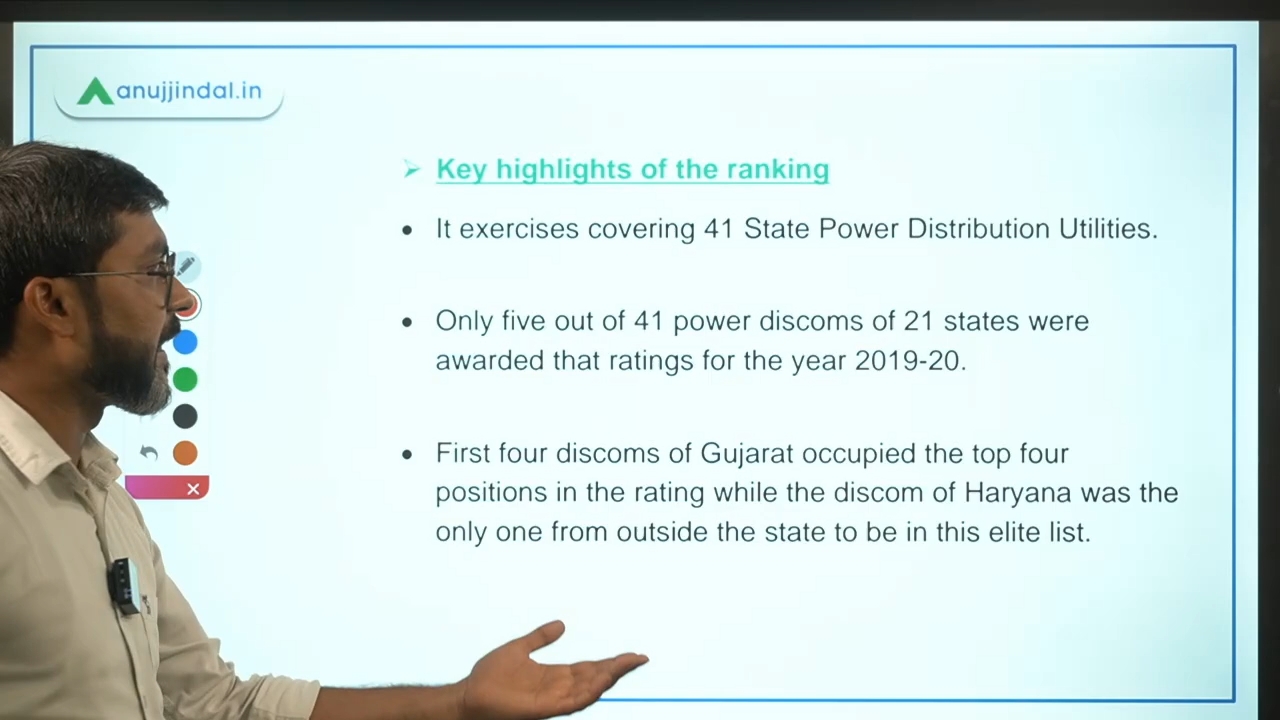 anujjindal.in
Key highlights of the ranking
It exercises covering 41 State Power Distribution Utilities.
Only five out of 41 power discoms of 21 states were
awarded that ratings for the year 2019-20.
First four discoms of Gujarat occupied the top four
positions in the rating while the discom of Haryana was the
only one from outside the state to be in this elite list.